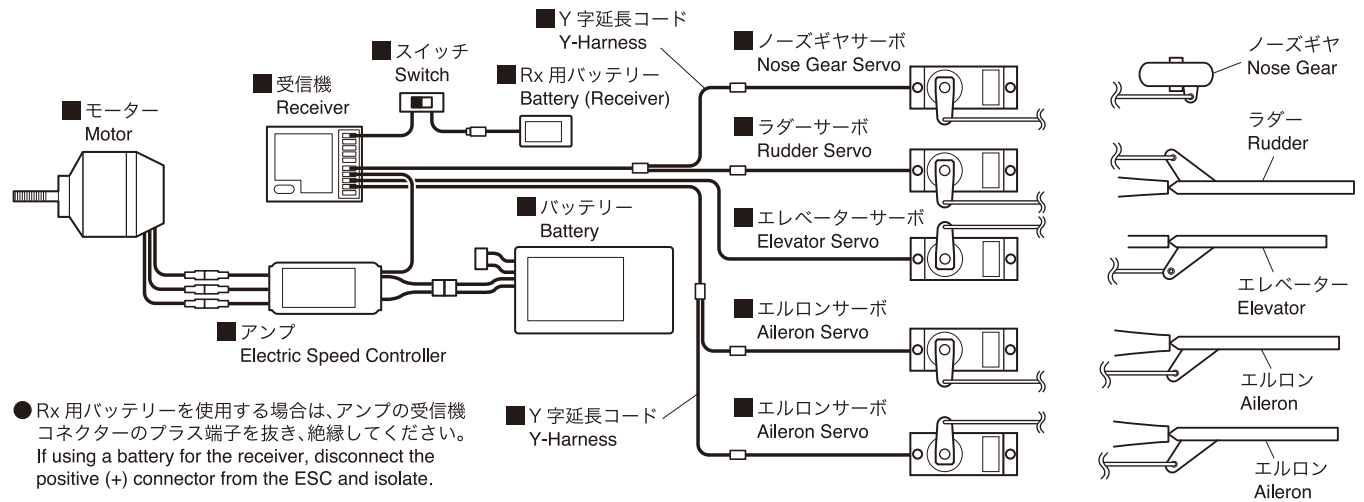 ■モーター
Motor
■受信機
Receiver
■スイッチ
Switch
■Rx 用バッテリー
Battery (Receiver)
■Y 字延長コード
Y-Harness
■ノーズギヤサーボ
Nose Gear Servo
ノーズギヤ
Nose Gear
■ラダーサーボ
Rudder Servo
ラダー
Rudder
■バッテリー
Battery
■エレベーターサーボ
Elevator Servo
エレベーター
Elevator
■アンプ
Electric Speed Controller
■エルロンサーボ
Aileron Servo
エルロン
Aileron
■Y 字延長コード
Y-Harness
■エルロンサーボ
Aileron Servo
エルロン
Aileron
●Rx 用バッテリーを使用する場合は、アンプの受信機
コネクターのプラス端子を抜き、絶縁してください。
If using a battery for the receiver, disconnect the
positive (+) connector from the ESC and isolate.